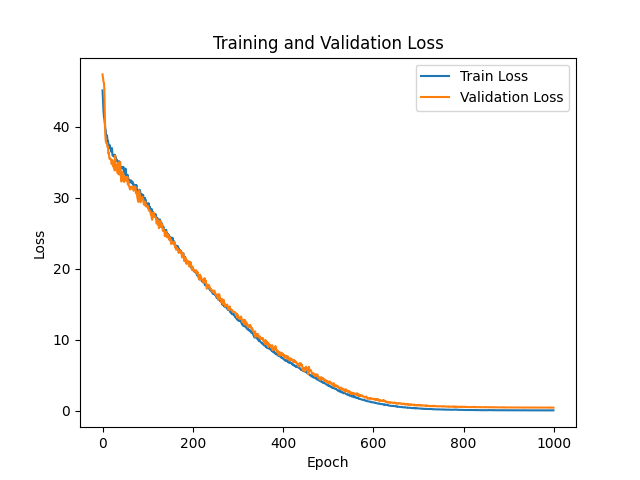 Training and Validation Loss
Train Loss
Validation Loss
Loss
40
30
20
10
0
0 200 400 600 800 1000
Epoch